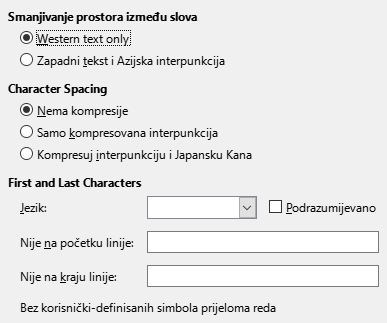 Smanjivanje prostora između slova
Western text only
Zapadni tekst i Azijska interpunkcija
Character Spacing
Nema kompresije
Samo kompresovana interpunkcija
Kompresuj interpunkciju i Japansku Kana
First and Last Characters
Jezik:
Podrazumijevano
Nije na početku linije:
Nije na kraju linije:
Bez korisnički-definisanih simbola prijeloma reda